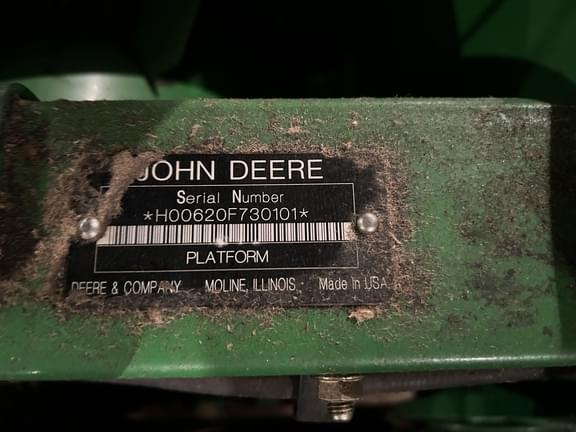 JOHN DEERE
Serial Number
*H00620F730101*
PLATFORM
DEERE & COMPANY MOLINE, ILLINOIS Made in USA